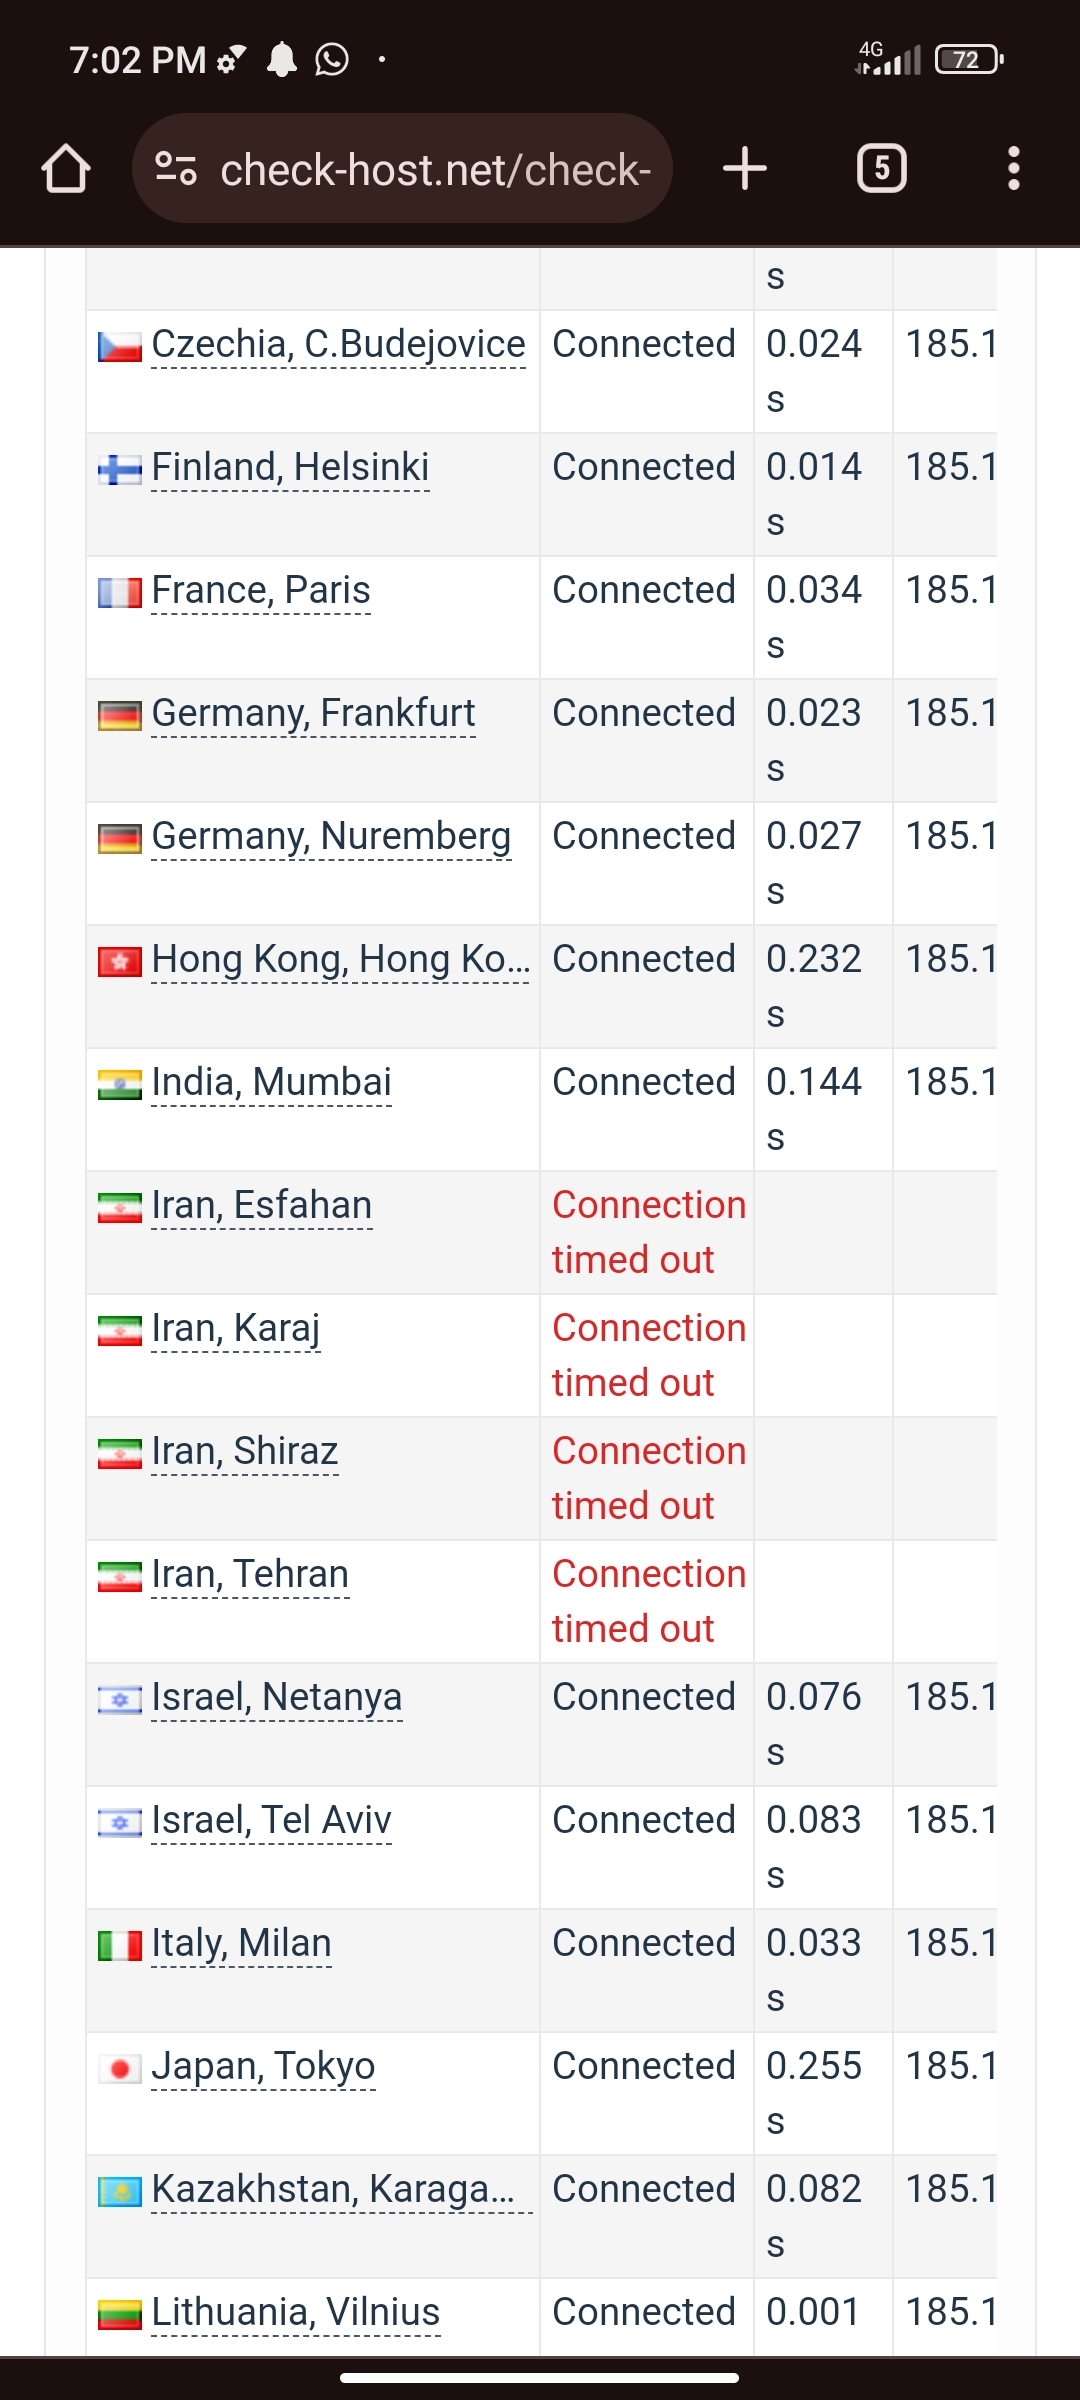 7:02 PM
4G
72
check-host.net/check-
5
s
Czechia, C.Budejovice Connected 0.024 185.1
s
Finland, Helsinki Connected 0.014 185.1
s
France, Paris Connected 0.034 185.1
s
Germany, Frankfurt Connected 0.023 185.1
s
Germany, Nuremberg Connected 0.027 185.1
s
Hong Kong, Hong Ko... Connected 0.232 185.1
s
India, Mumbai Connected 0.144 185.1
s
Iran, Esfahan Connection
timed out
Iran, Karaj Connection
timed out
Iran, Shiraz Connection
timed out
Iran, Tehran Connection
timed out
Israel, Netanya Connected 0.076 185.1
s
Israel, Tel Aviv Connected 0.083 185.1
s
Italy, Milan Connected 0.033 185.1
s
Japan, Tokyo Connected 0.255 185.1
s
Kazakhstan, Karaga... Connected 0.082 185.1
s
Lithuania, Vilnius Connected 0.001 185.1